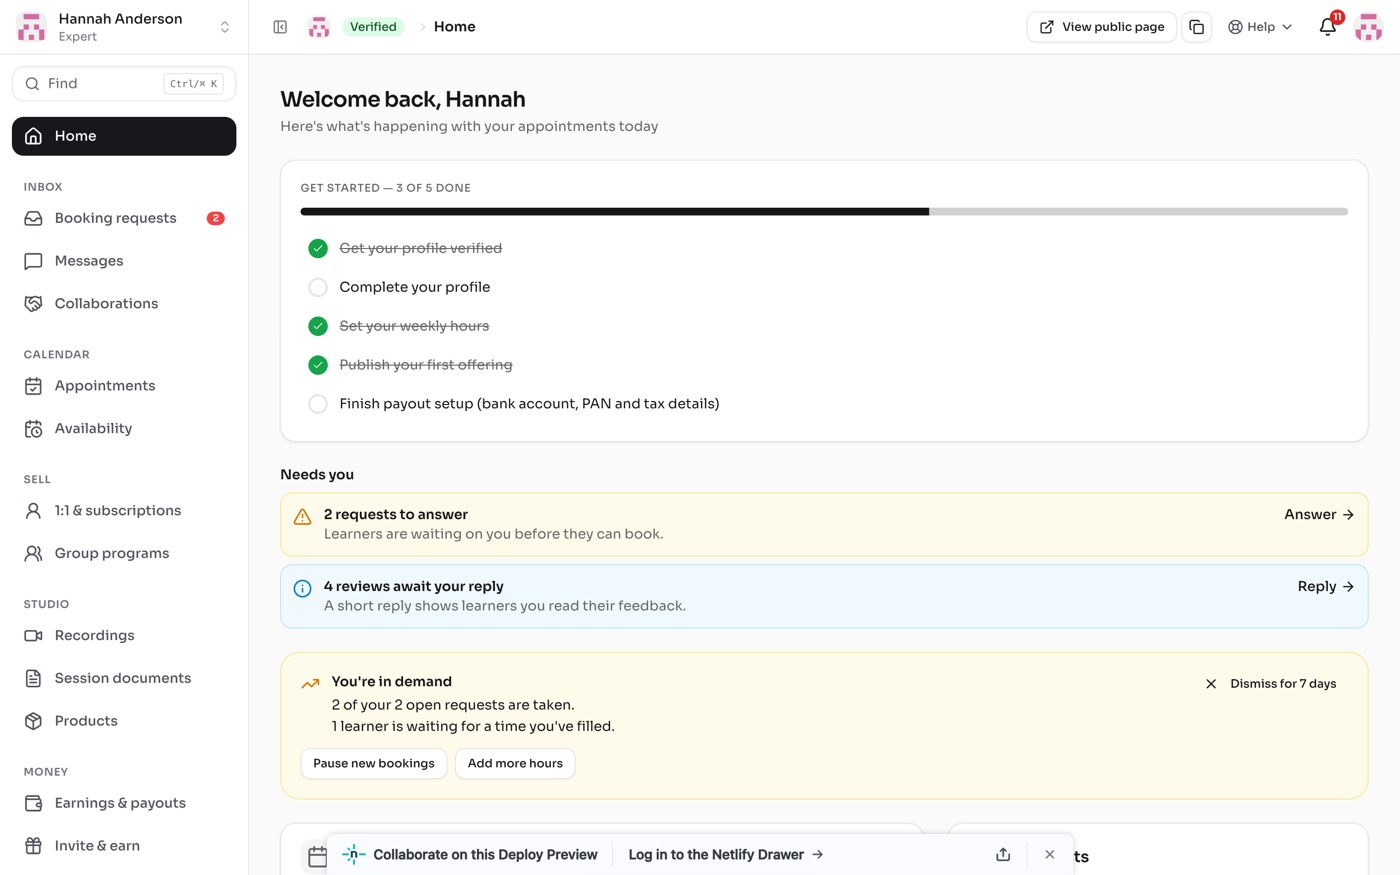 Hannah Anderson
Expert
Find
Ctrl/⌘ K
Home
INBOX
Booking requests
2
Messages
Collaborations
CALENDAR
Appointments
Availability
SELL
1:1 & subscriptions
Group programs
STUDIO
Recordings
Session documents
Products
MONEY
Earnings & payouts
Invite & earn
Verified
Home
View public page
Help
11
Welcome back, Hannah
Here's what's happening with your appointments today
GET STARTED — 3 OF 5 DONE
Get your profile verified
Complete your profile
Set your weekly hours
Publish your first offering
Finish payout setup (bank account, PAN and tax details)
Needs you
2 requests to answer
Answer →
Learners are waiting on you before they can book.
4 reviews await your reply
Reply →
A short reply shows learners you read their feedback.
You're in demand
Dismiss for 7 days
2 of your 2 open requests are taken.
1 learner is waiting for a time you've filled.
Pause new bookings
Add more hours
Collaborate on this Deploy Preview
Log in to the Netlify Drawer →
ts